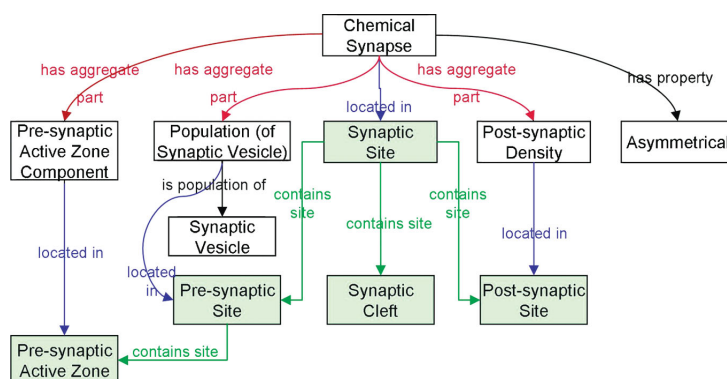 Chemical
Synapse
has aggregate
part
has aggregate
part
located in
has aggregate
part
has property
Pre-synaptic
Active Zone
Component
Population (of
Synaptic Vesicle)
Synaptic
Site
Post-synaptic
Density
Asymmetrical
is population of
contains
site
contains site
contains
site
Synaptic
Vesicle
located in
located
in
located in
Pre-synaptic
Site
Synaptic
Cleft
Post-synaptic
Site
Pre-synaptic
Active Zone
contains site